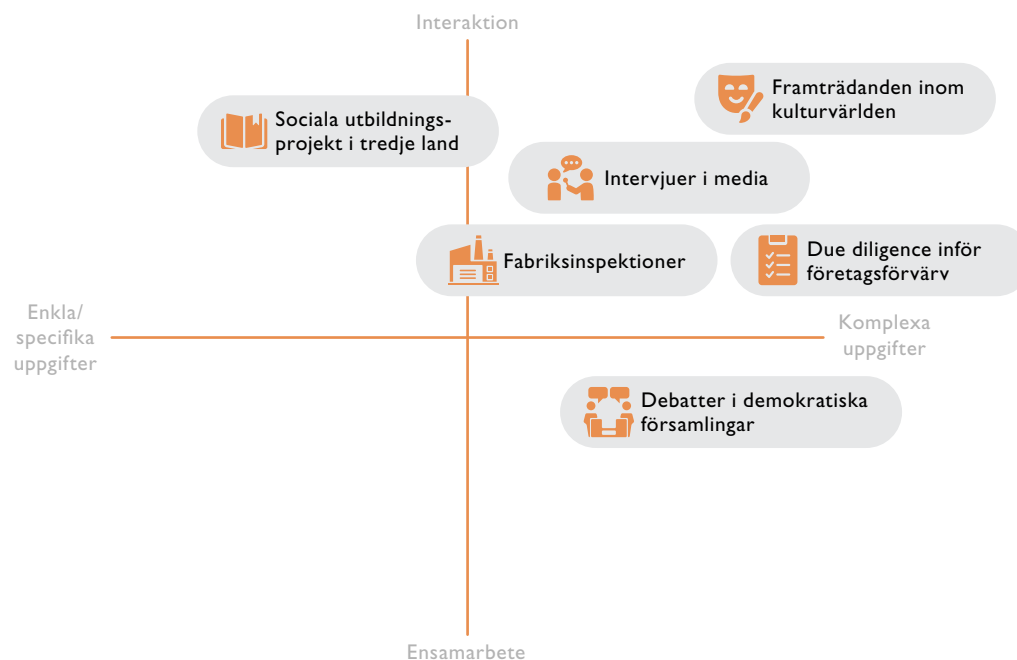 Interaktion
Framträdanden inom
kulturvärlden
Sociala utbildnings-
projekt i tredje land
Intervjuer i media
Fabriksinspektioner
Due diligence inför
företagsförvärv
Enkla/
specifika
uppgifter
Komplexa
uppgifter
Debatter i demokratiska
församlingar
Ensamarbete